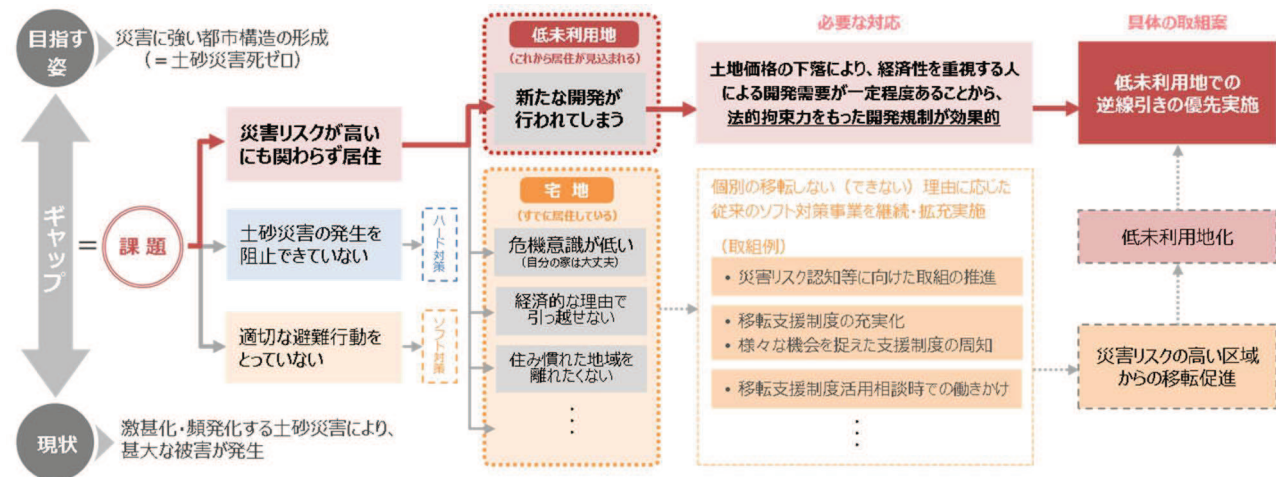 目指す
姿
災害に強い都市構造の形成
(=土砂災害死ゼロ)
ギャップ
=
課題
現状
激甚化・頻発化する土砂災害により、
甚大な被害が発生
災害リスクが高い
にも関わらず居住
土砂災害の発生を
阻止できていない
ハード対策
適切な避難行動を
とっていない
ソフト対策
低未利用地
(これから居住が見込まれる)
新たな開発が
行われてしまう
宅地
(すでに居住している)
危機意識が低い
(自分の家は大丈夫)
経済的な理由で
引っ越せない
住み慣れた地域を
離れたくない
・・・
必要な対応
土地価格の下落により、経済性を重視する人
による開発需要が一定程度あることから、
法的拘束力をもった開発規制が効果的
個別の移転しない(できない)理由に応じた
従来のソフト対策事業を継続・拡充実施
(取組例)
• 災害リスク認知等に向けた取組の推進
• 移転支援制度の充実化
• 様々な機会を捉えた支援制度の周知
• 移転支援制度活用相談時での働きかけ
・・・
具体の取組案
低未利用地での
逆線引きの優先実施
低未利用地化
災害リスクの高い区域
からの移転促進